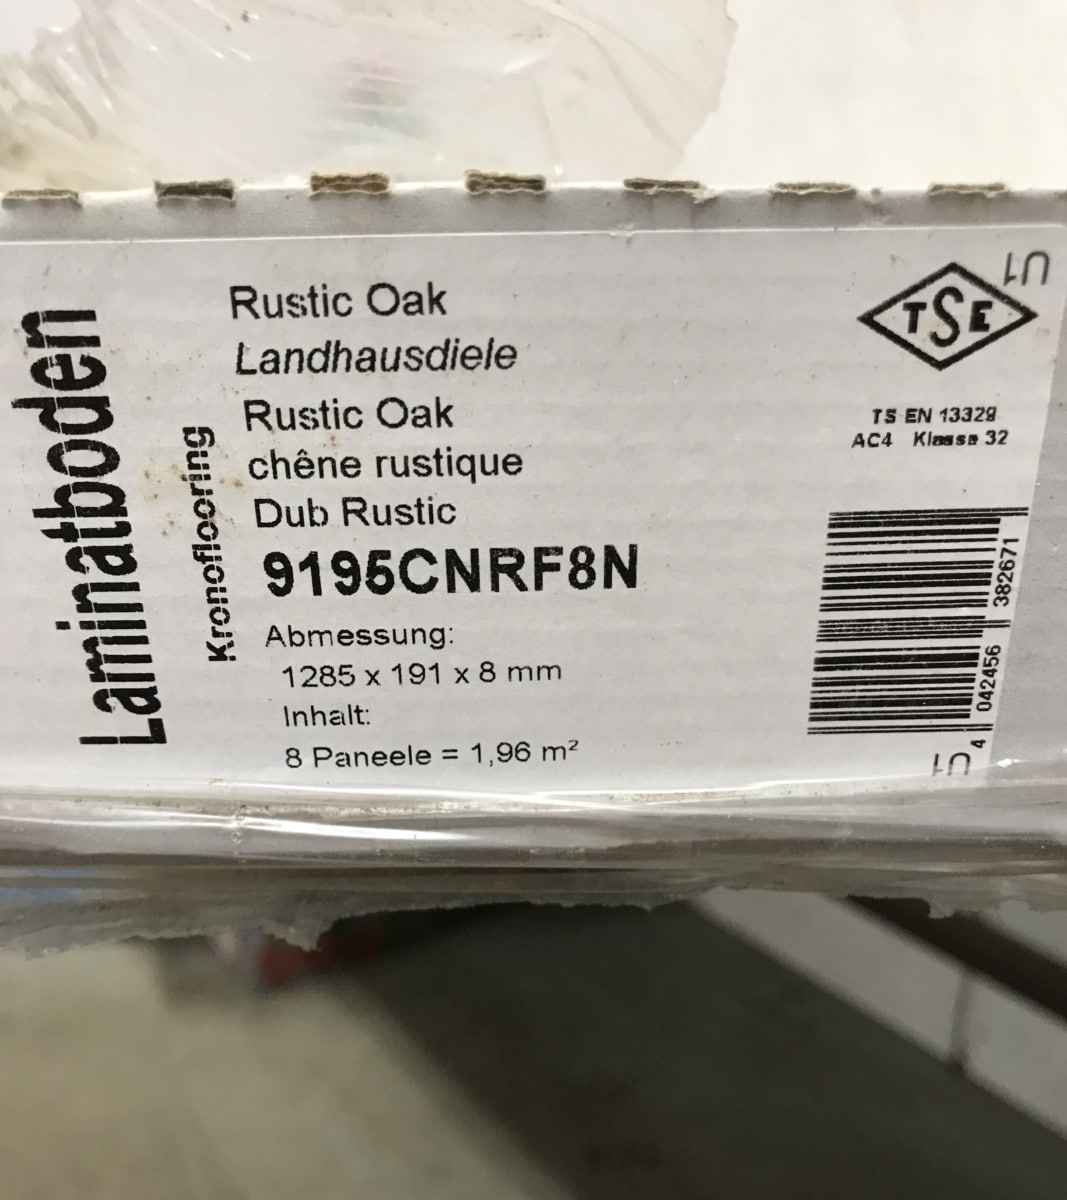 Laminatboden
Kronoflooring
Rustic Oak
Landhausdiele
Rustic Oak
chêne rustique
Dub Rustic
9195CNRF8N
Abmessung:
1285 x 191 x 8 mm
Inhalt:
8 Paneele = 1,96 m²
TSE
TS EN 13329
AC4 Klasse 32
4 042456 382671